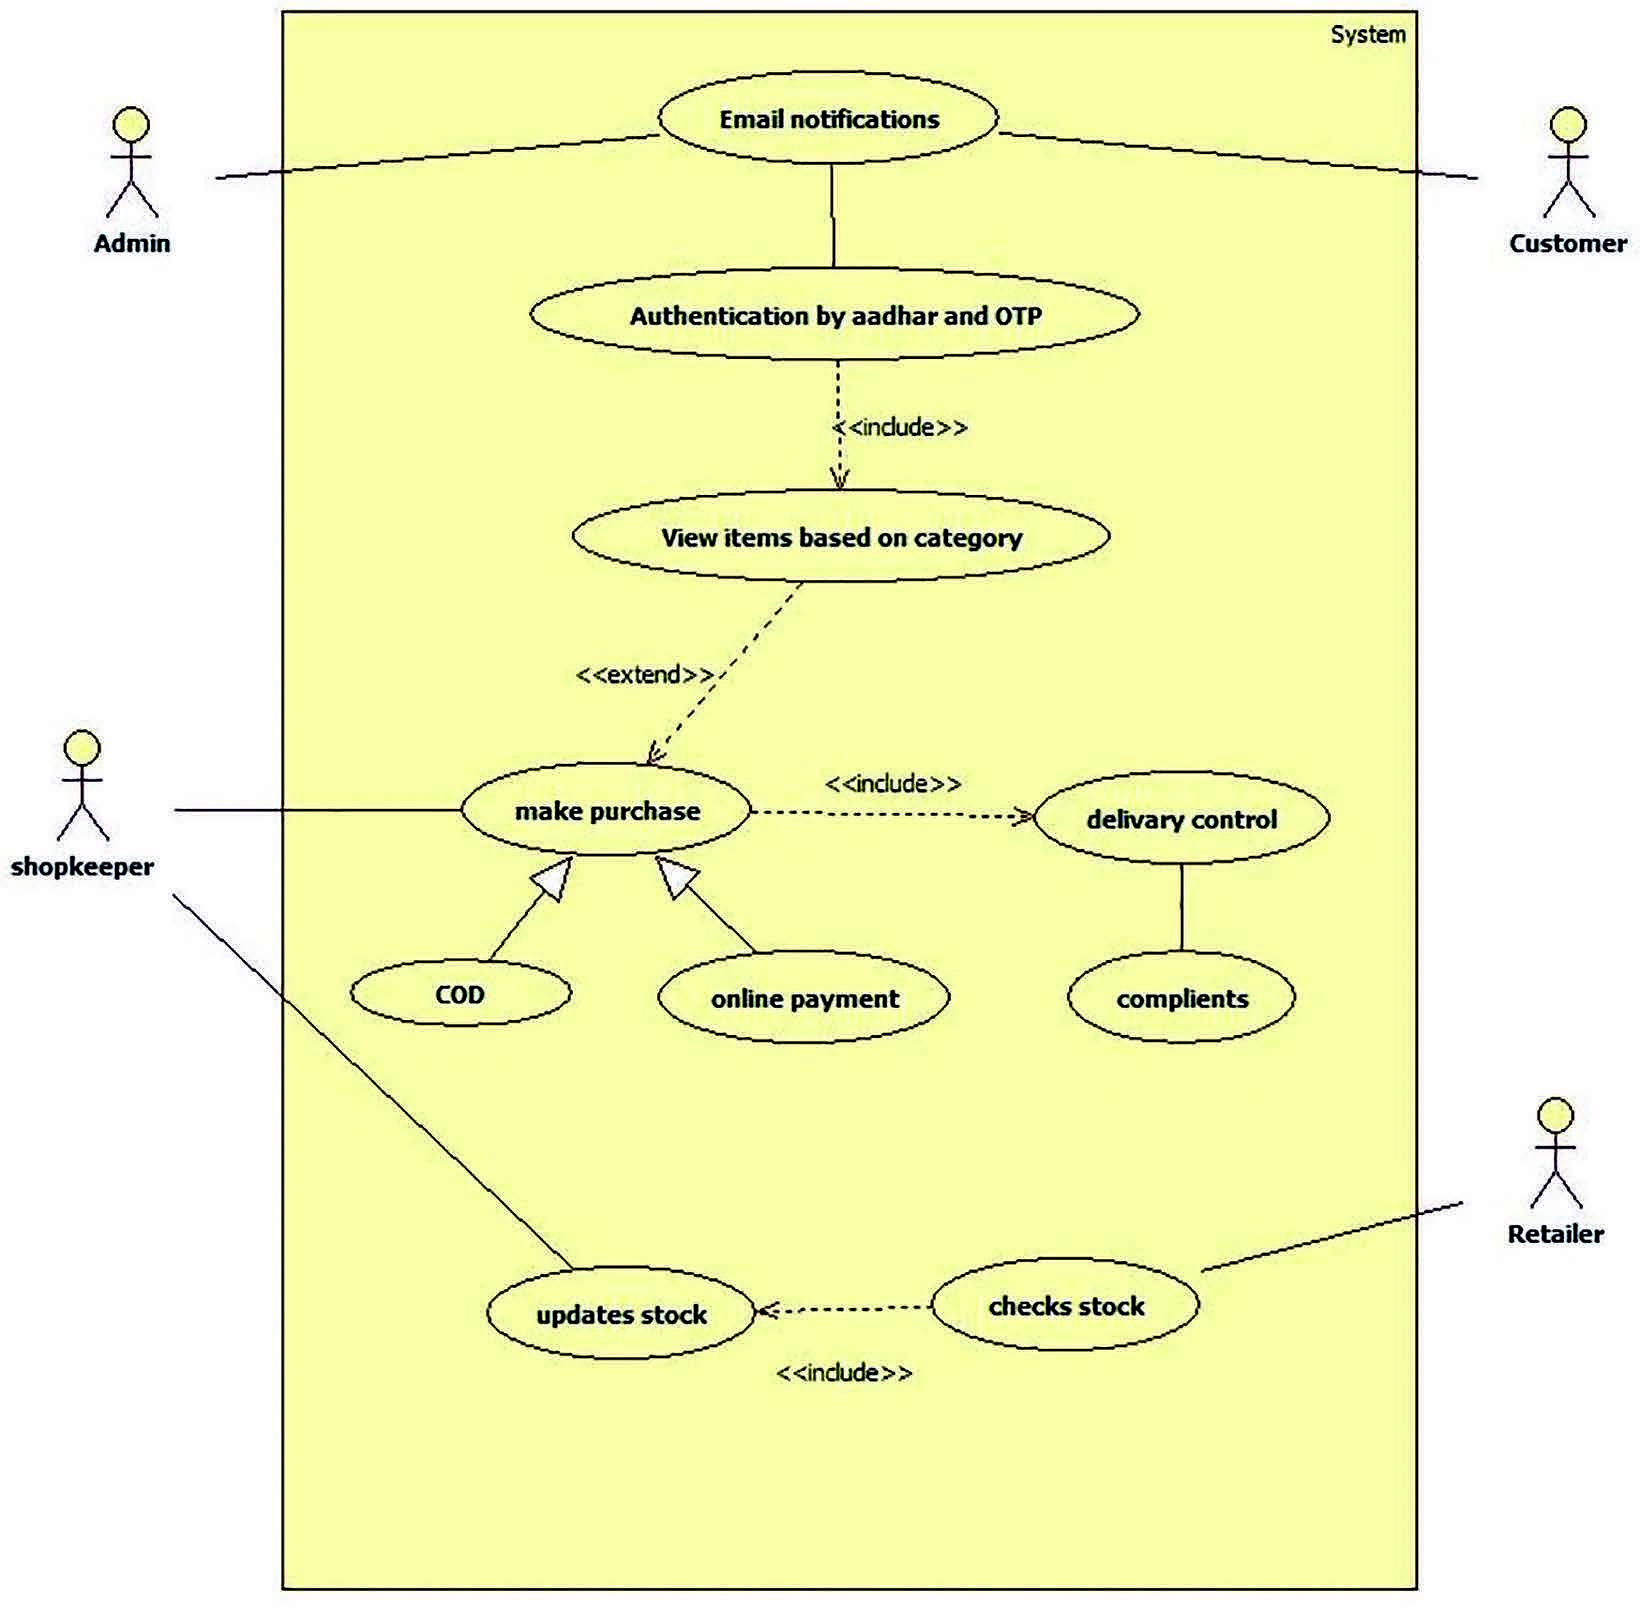 System
Email notifications
Admin
Customer
Authentication by aadhar and OTP
<<include>>
View items based on category
<<extend>>
<<include>>
make purchase
delivary control
shopkeeper
COD
online payment
complients
Retailer
checks stock
updates stock
<<include>>